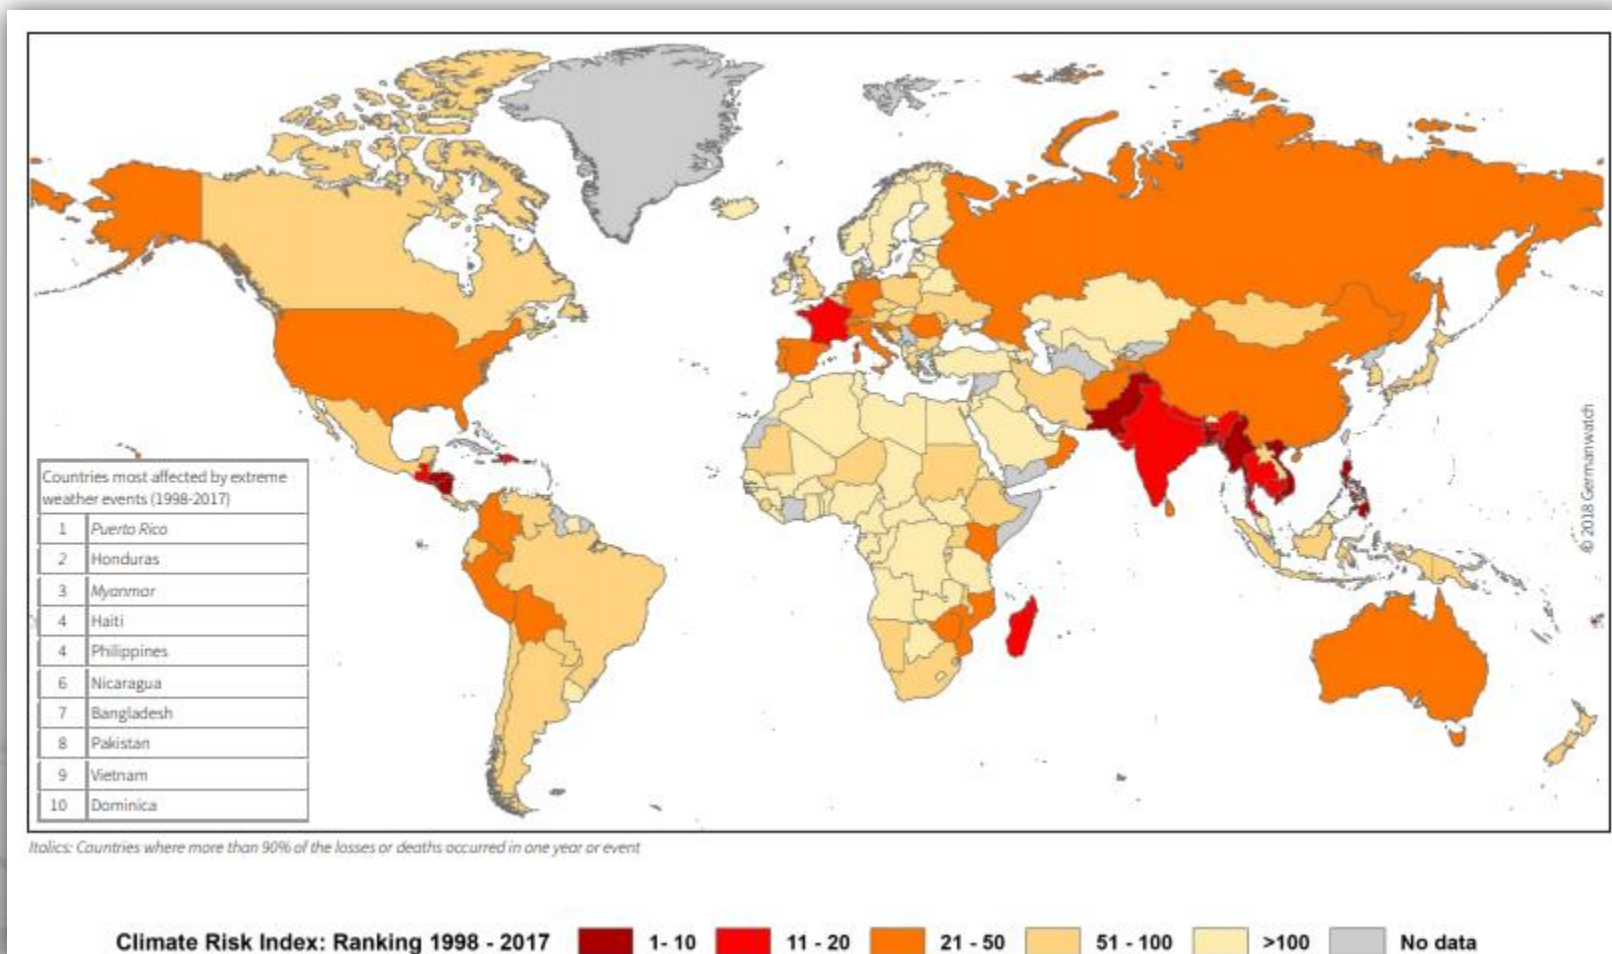 Countries most affected by extreme
weather events (1998-2017)
1 Puerto Rico
2 Honduras
3 Myanmar
4 Haiti
4 Philippines
6 Nicaragua
7 Bangladesh
8 Pakistan
9 Vietnam
10 Dominica
© 2018 Germanwatch
Italics: Countries where more than 90% of the losses or deaths occurred in one year or event
Climate Risk Index: Ranking 1998 - 2017 1- 10 11 - 20 21 - 50 51 - 100 >100 No data